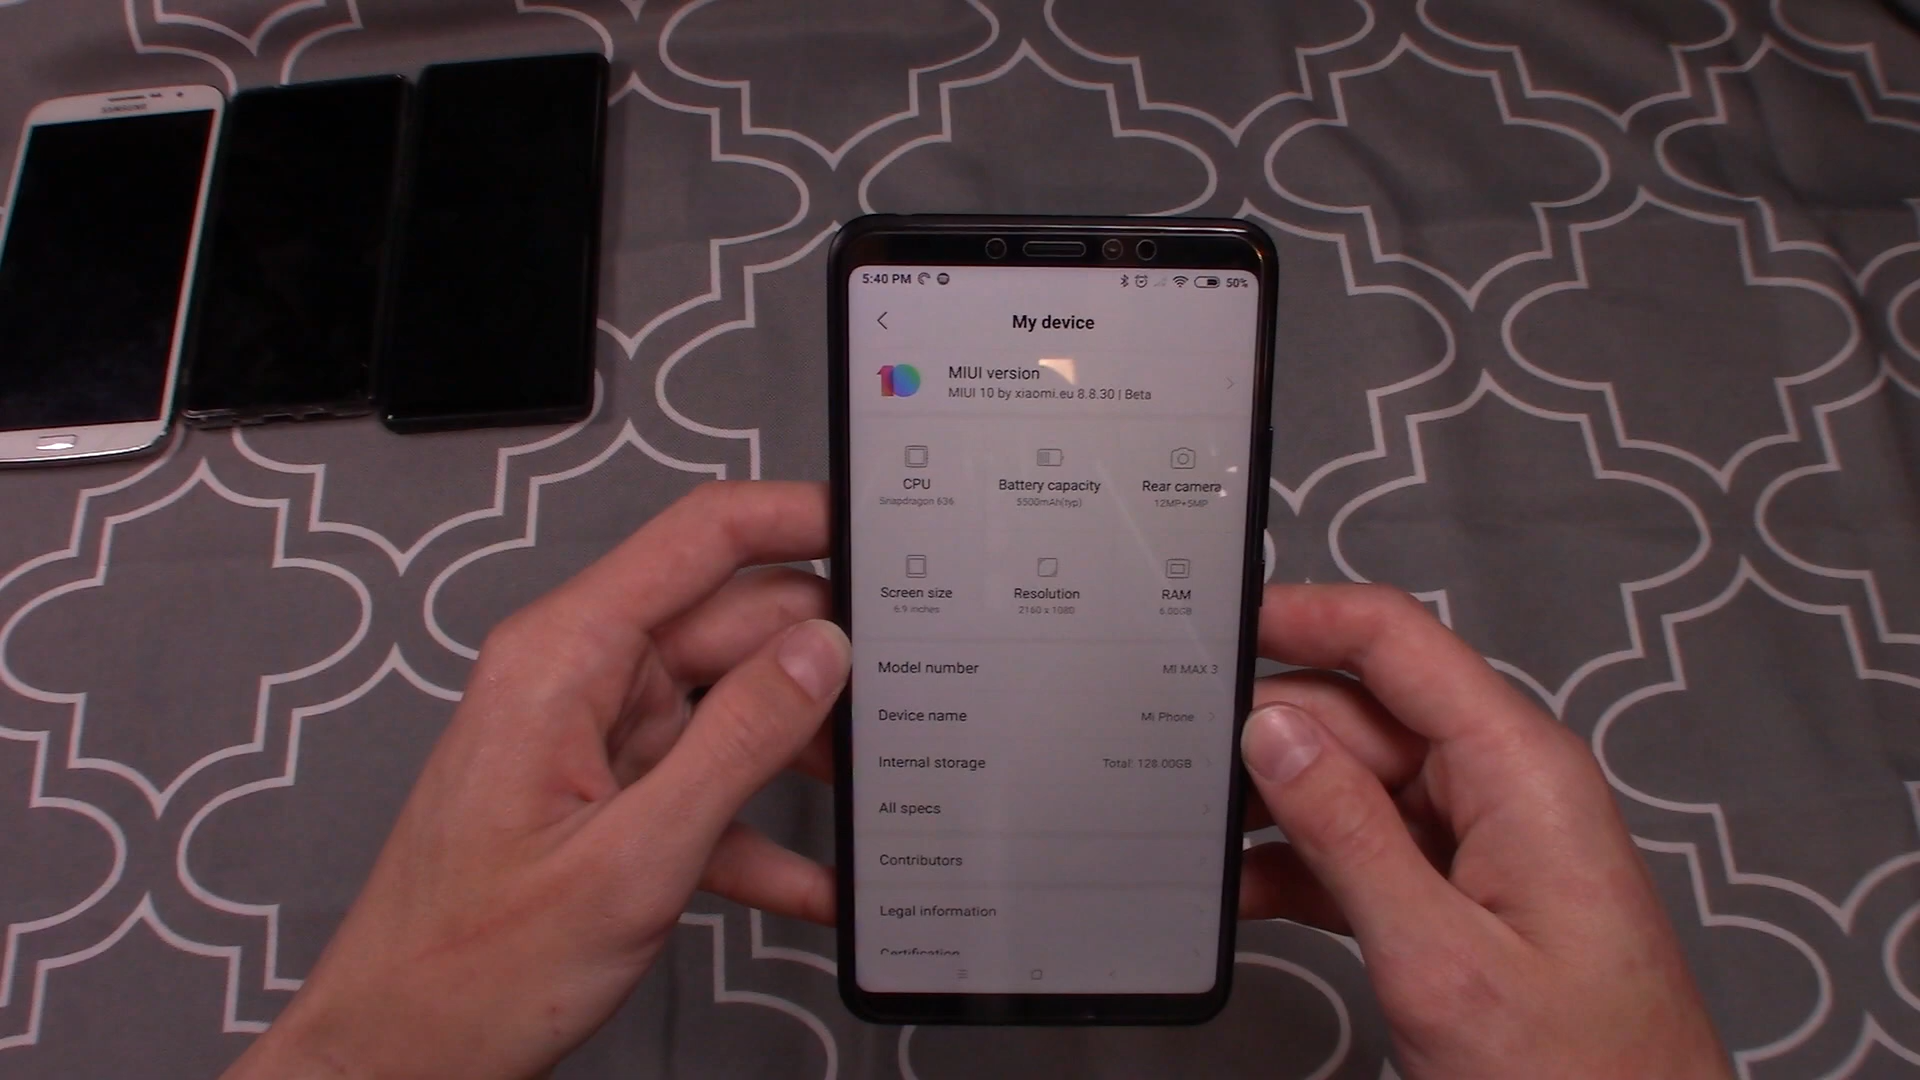 SAMSUNG
5:40 PM 50%
My device
10 MIUI version
MIUI 10 by xiaomi.eu 8.8.30 | Beta
CPU Battery capacity Rear camera
Snapdragon 636 5500mAh(typ) 12MP+5MP
Screen size Resolution RAM
6.9 inches 2160 x 1080 6.00GB
Model number MI MAX 3
Device name Mi Phone
Internal storage Total: 128.00GB
All specs
Contributors
Legal information
Certification